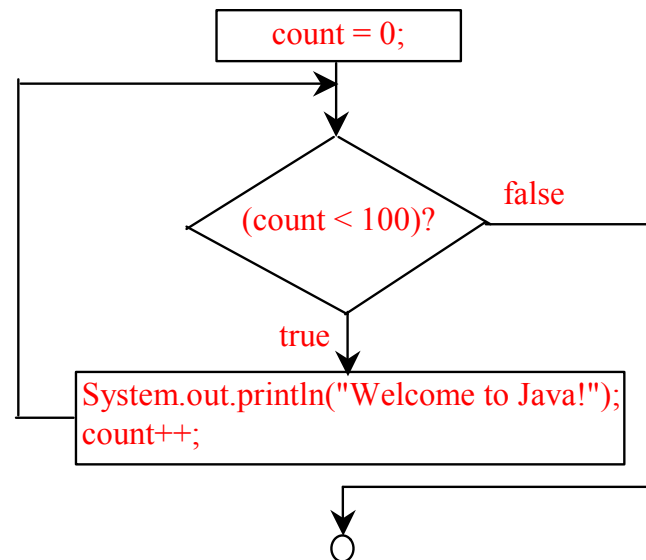 count = 0;
(count < 100)?
false
true
System.out.println("Welcome to Java!");
count++;